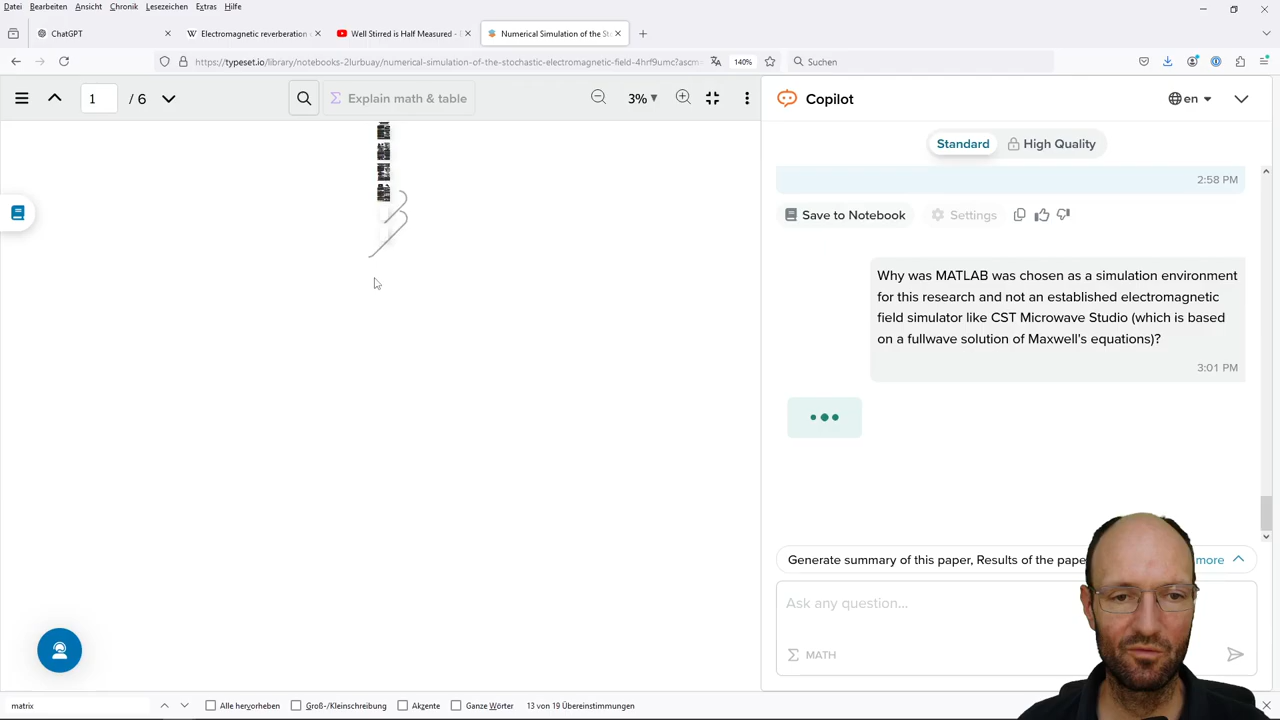 Datei Bearbeiten Ansicht Chronik Lesezeichen Extras Hilfe
ChatGPT Electromagnetic reverberation Well Stirred is Half Measured - Numerical Simulation of the St
https://typeset.io/library/notebooks-2lurbuay/numerical-simulation-of-the-stochastic-electromagnetic-field-4hrf9umc?ascm 140% Suchen
1 / 6 Explain math & table 3%
Copilot en
Standard High Quality
2:58 PM
Save to Notebook Settings
Why was MATLAB was chosen as a simulation environment
for this research and not an established electromagnetic
field simulator like CST Microwave Studio (which is based
on a fullwave solution of Maxwell's equations)?
3:01 PM
Generate summary of this paper, Results of the pape more
Ask any question...
MATH
matrix Alle hervorheben Groß-/Kleinschreibung Akzente Ganze Wörter 13 von 19 Übereinstimmungen